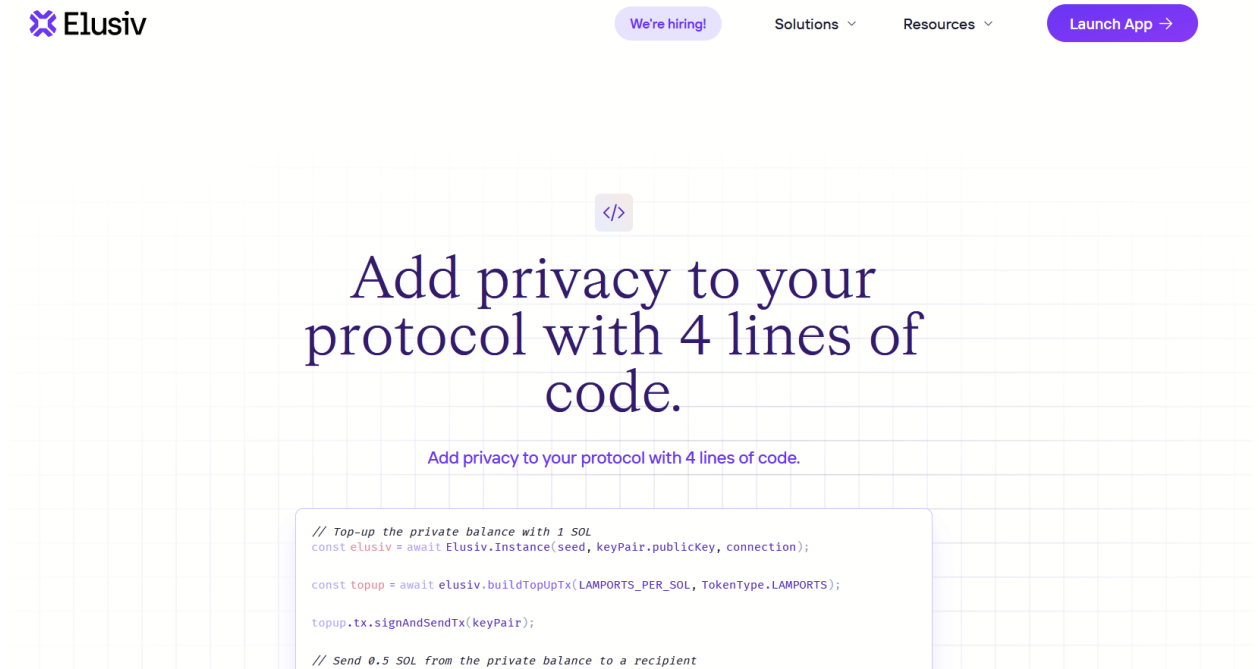 Elusiv
We're hiring!
Solutions
Resources
Launch App →
</>
Add privacy to your
protocol with 4 lines of
code.
Add privacy to your protocol with 4 lines of code.
// Top-up the private balance with 1 SOL
const elusiv = await Elusiv.Instance(seed, keyPair.publicKey, connection);
const topup = await elusiv.buildTopUpTx(LAMPORTS_PER_SOL, TokenType.LAMPORTS);
topup.tx.signAndSendTx(keyPair);
// Send 0.5 SOL from the private balance to a recipient